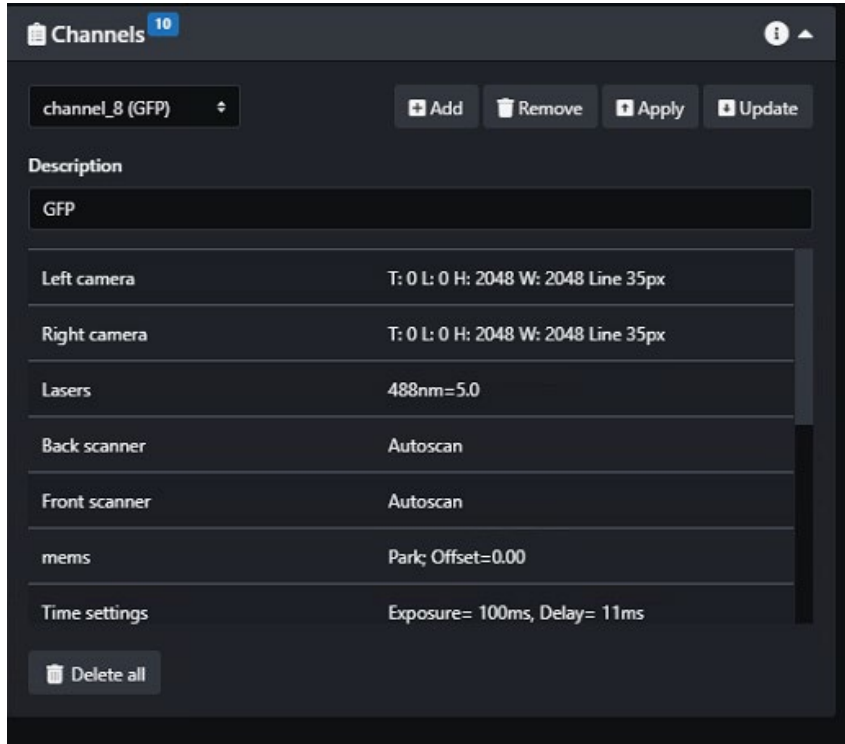 Channels 10
channel_8 (GFP) Add Remove Apply Update
Description
GFP
Left camera T: 0 L: 0 H: 2048 W: 2048 Line 35px
Right camera T: 0 L: 0 H: 2048 W: 2048 Line 35px
Lasers 488nm=5.0
Back scanner Autoscan
Front scanner Autoscan
mems Park; Offset=0.00
Time settings Exposure= 100ms, Delay= 11ms
Delete all